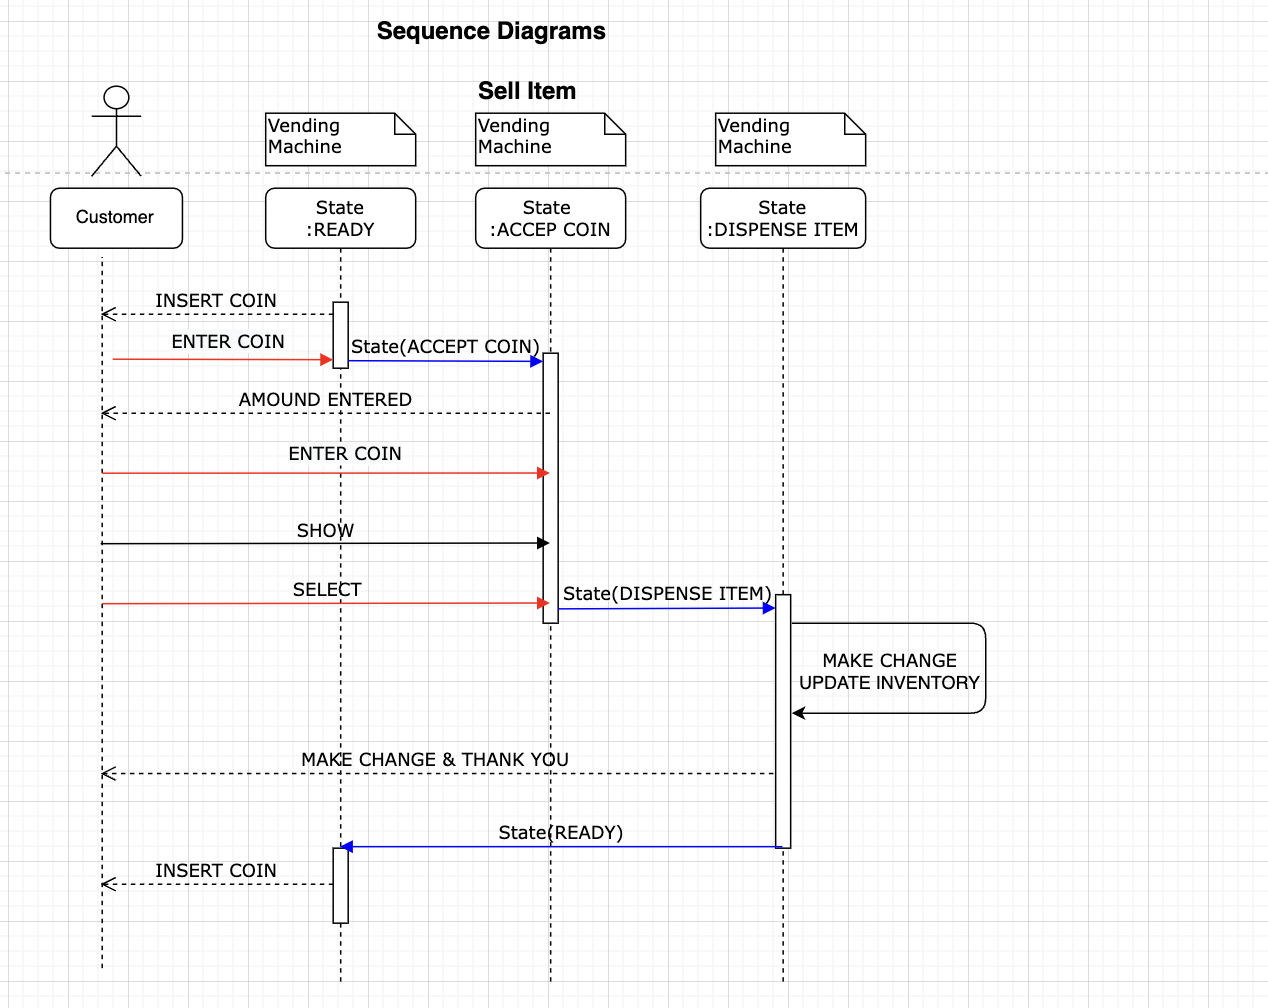 Sequence Diagrams
Sell Item
Vending
Machine
Vending
Machine
Vending
Machine
Customer
State
:READY
State
:ACCEP COIN
State
:DISPENSE ITEM
INSERT COIN
ENTER COIN
State(ACCEPT COIN)
AMOUND ENTERED
ENTER COIN
SHOW
SELECT
State(DISPENSE ITEM)
MAKE CHANGE
UPDATE INVENTORY
MAKE CHANGE & THANK YOU
State(READY)
INSERT COIN